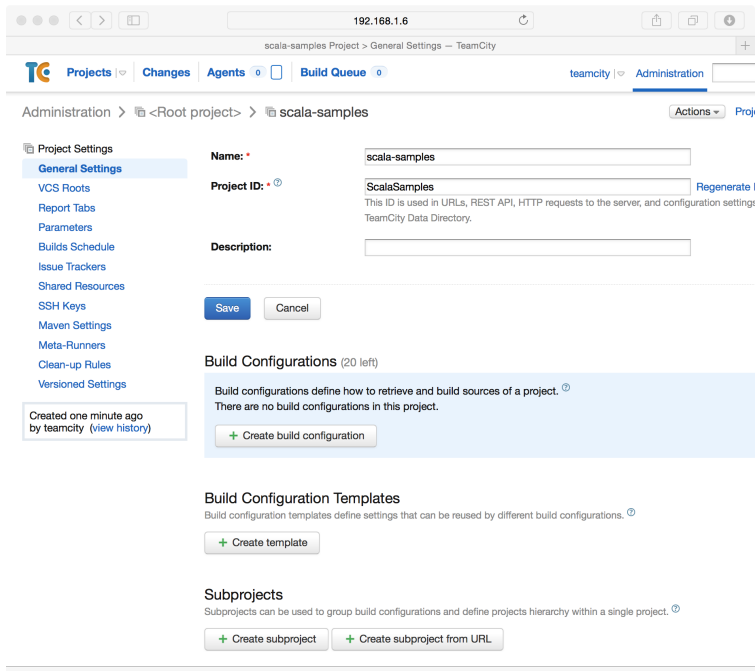 192.168.1.6
scala-samples Project > General Settings — TeamCity
TC Projects Changes Agents 0 Build Queue 0 teamcity Administration
Administration > <Root project> > scala-samples Actions
Project Settings
General Settings
VCS Roots
Report Tabs
Parameters
Builds Schedule
Issue Trackers
Shared Resources
SSH Keys
Maven Settings
Meta-Runners
Clean-up Rules
Versioned Settings
Created one minute ago
by teamcity (view history)
Name: * scala-samples
Project ID: * ScalaSamples Regenerate
This ID is used in URLs, REST API, HTTP requests to the server, and configuration settings
TeamCity Data Directory.
Description:
Save Cancel
Build Configurations (20 left)
Build configurations define how to retrieve and build sources of a project. ?
There are no build configurations in this project.
+ Create build configuration
Build Configuration Templates
Build configuration templates define settings that can be reused by different build configurations. ?
+ Create template
Subprojects
Subprojects can be used to group build configurations and define projects hierarchy within a single project. ?
+ Create subproject + Create subproject from URL